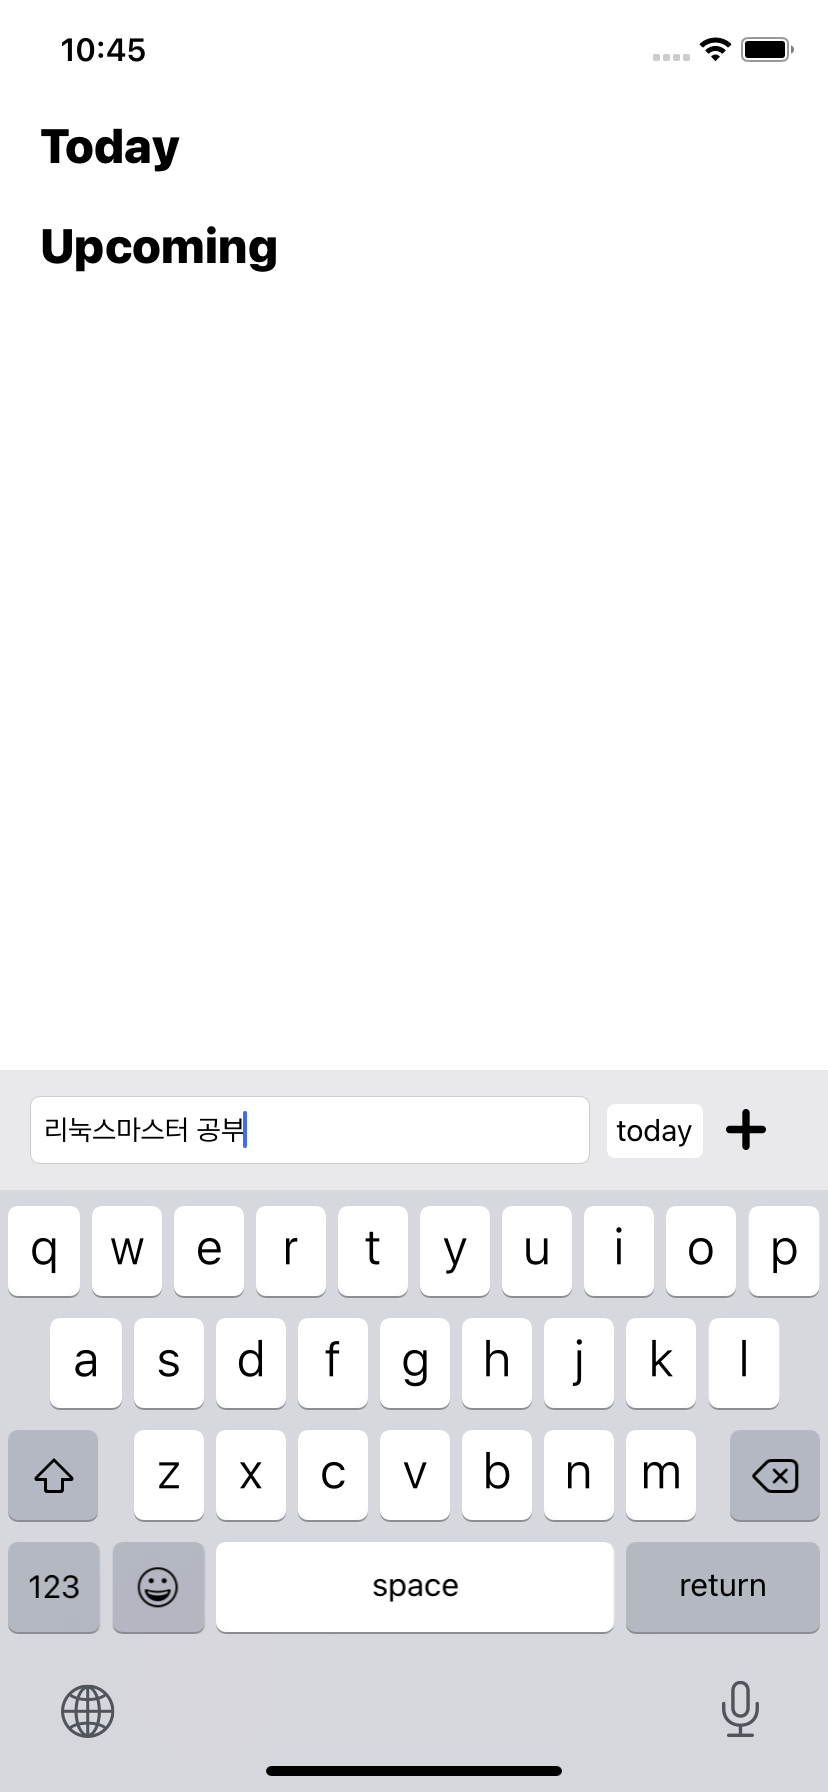 10:45
Today
Upcoming
리눅스마스터 공부 today
q w e r t y u i o p
a s d f g h j k l
z x c v b n m
123 space return